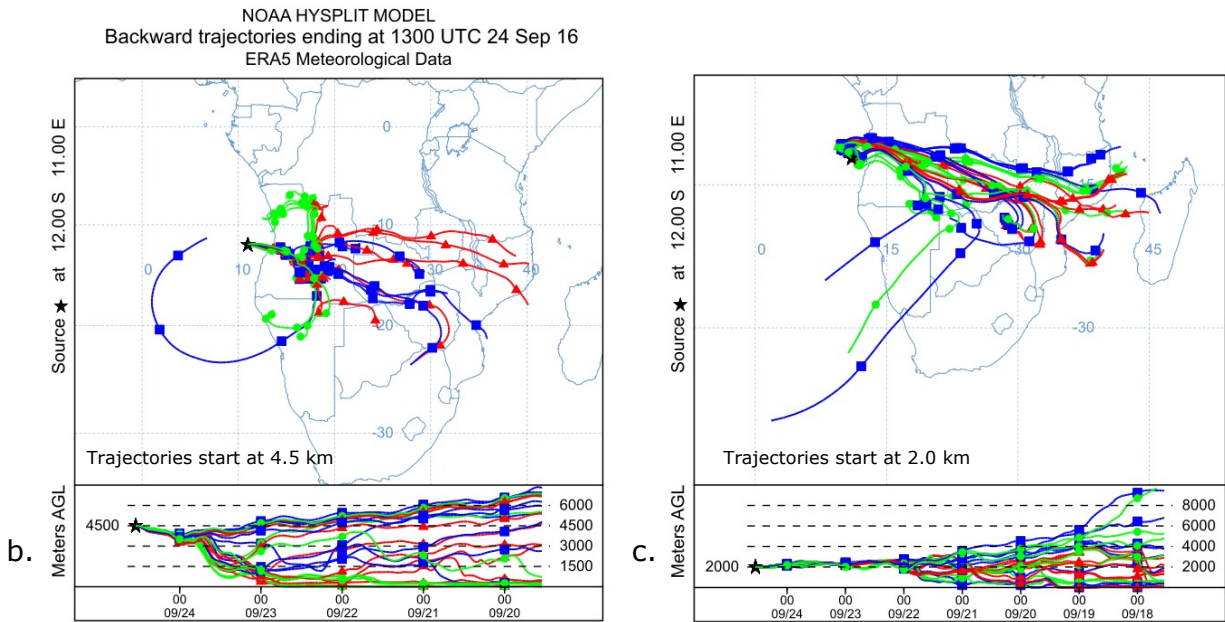 NOAA HYSPLIT MODEL
Backward trajectories ending at 1300 UTC 24 Sep 16
ERA5 Meteorological Data
Source ★ at 12.00 S 11.00 E
0
-10
0
10
20
30
40
-20
-30
Trajectories start at 4.5 km
Meters AGL
4500
6000
4500
3000
1500
b.
00 00 00 00 00
09/24 09/23 09/22 09/21 09/20
Source ★ at 12.00 S 11.00 E
-15
0
15
30
45
-30
Trajectories start at 2.0 km
Meters AGL
2000
8000
6000
4000
2000
c.
00 00 00 00 00 00 00
09/24 09/23 09/22 09/21 09/20 09/19 09/18